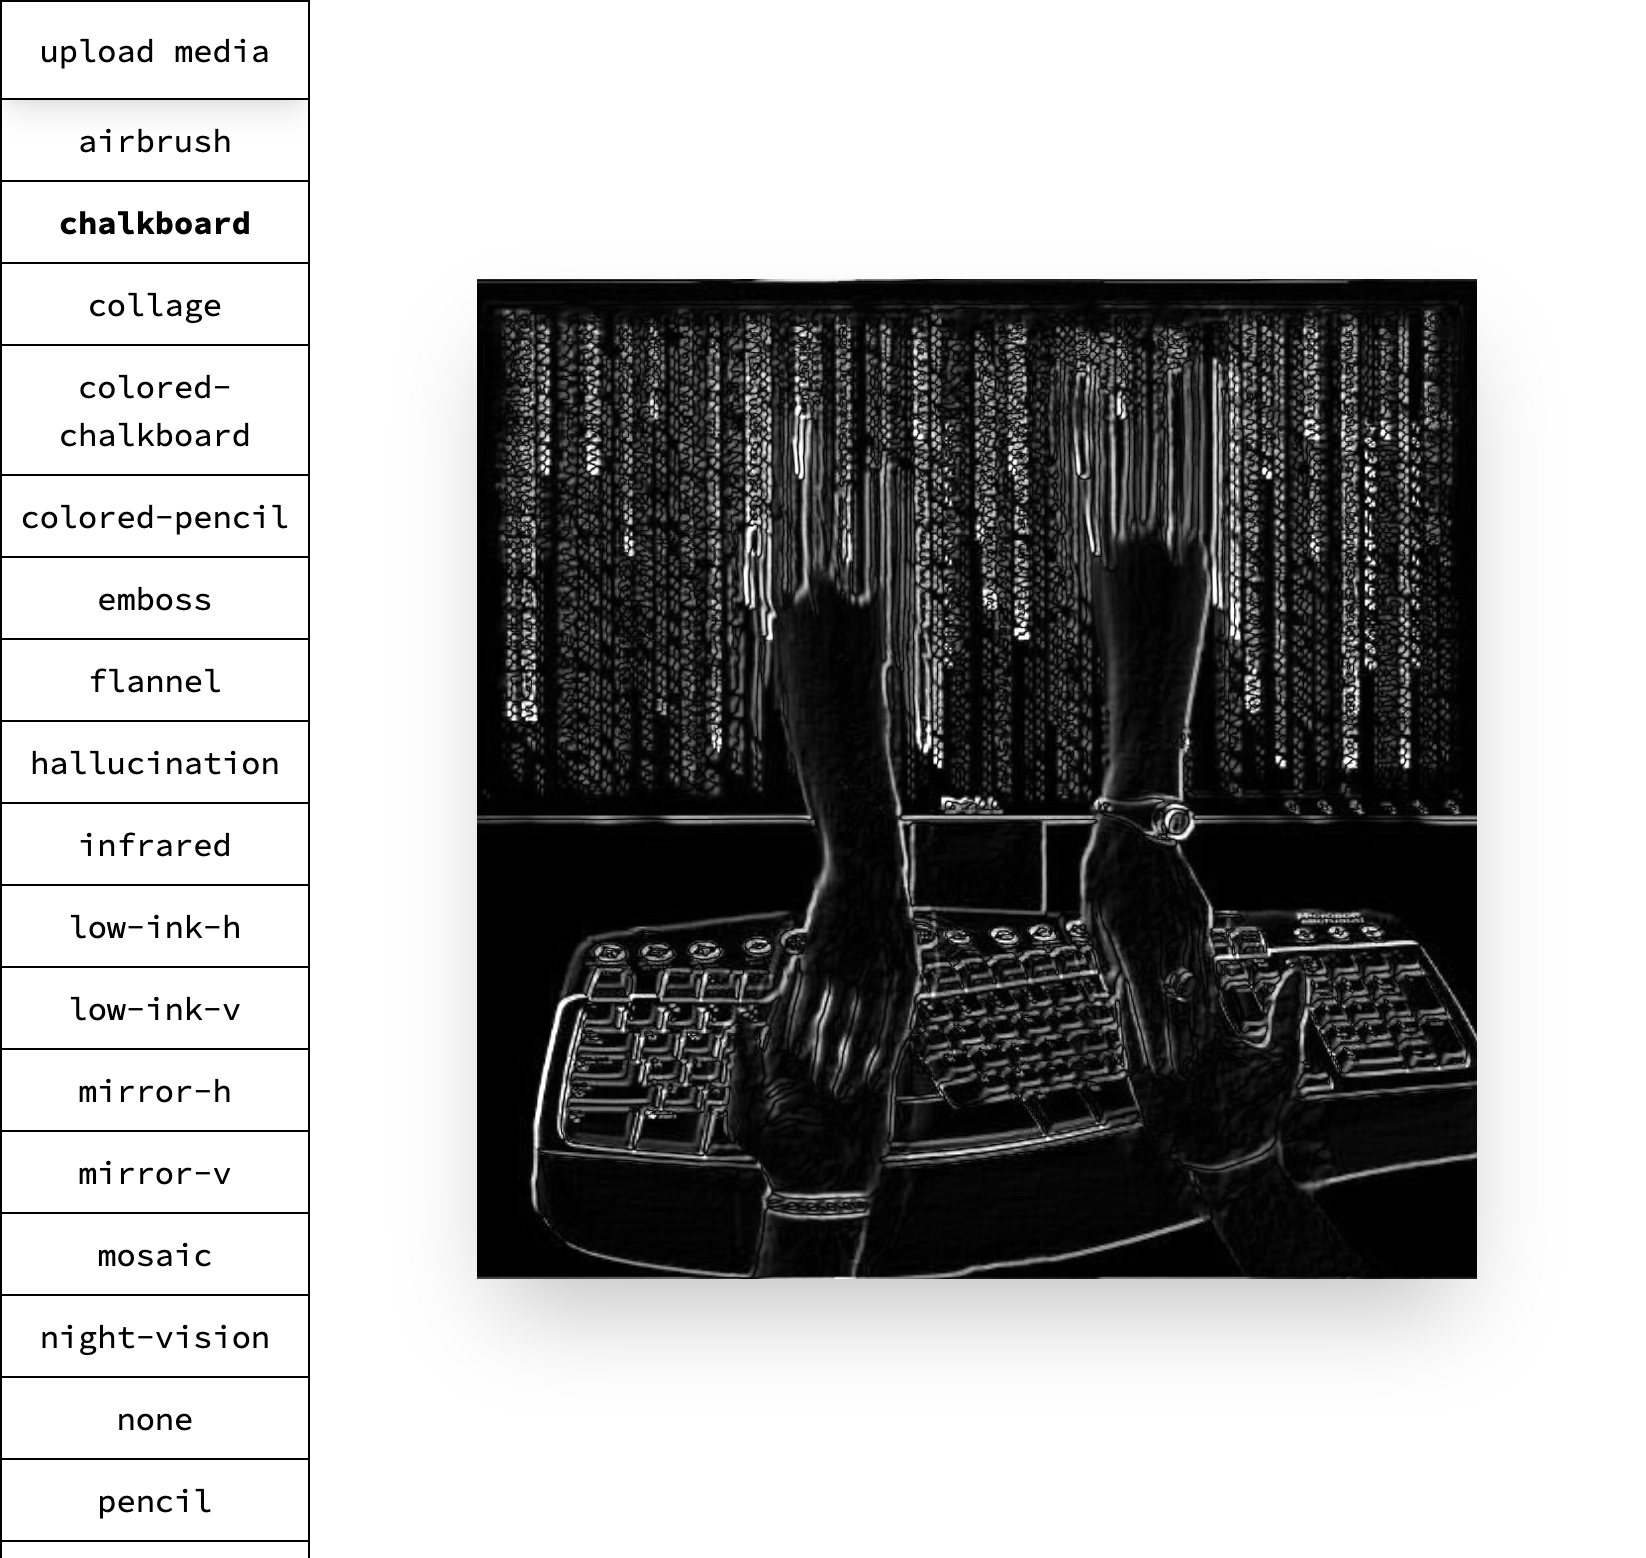 upload media
airbrush
chalkboard
collage
colored-
chalkboard
colored-pencil
emboss
flannel
hallucination
infrared
low-ink-h
low-ink-v
mirror-h
mirror-v
mosaic
night-vision
none
pencil